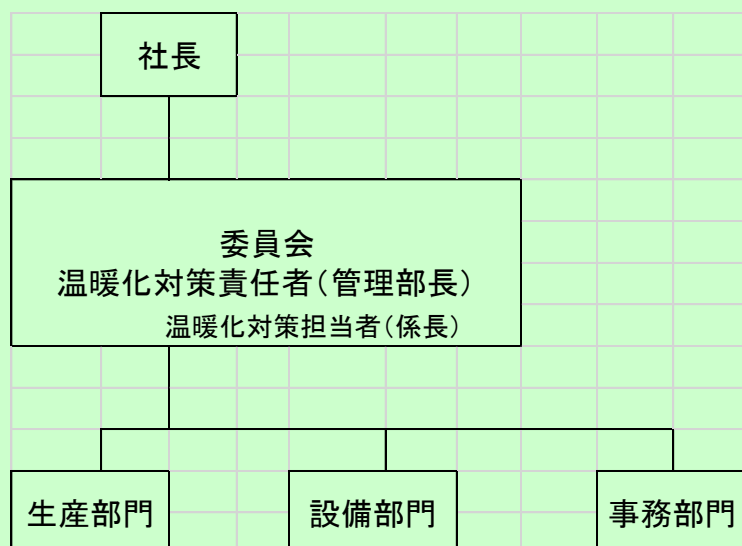 社長
委員会
温暖化対策責任者（管理部長）
温暖化対策担当者（係長）
生産部門 設備部門 事務部門